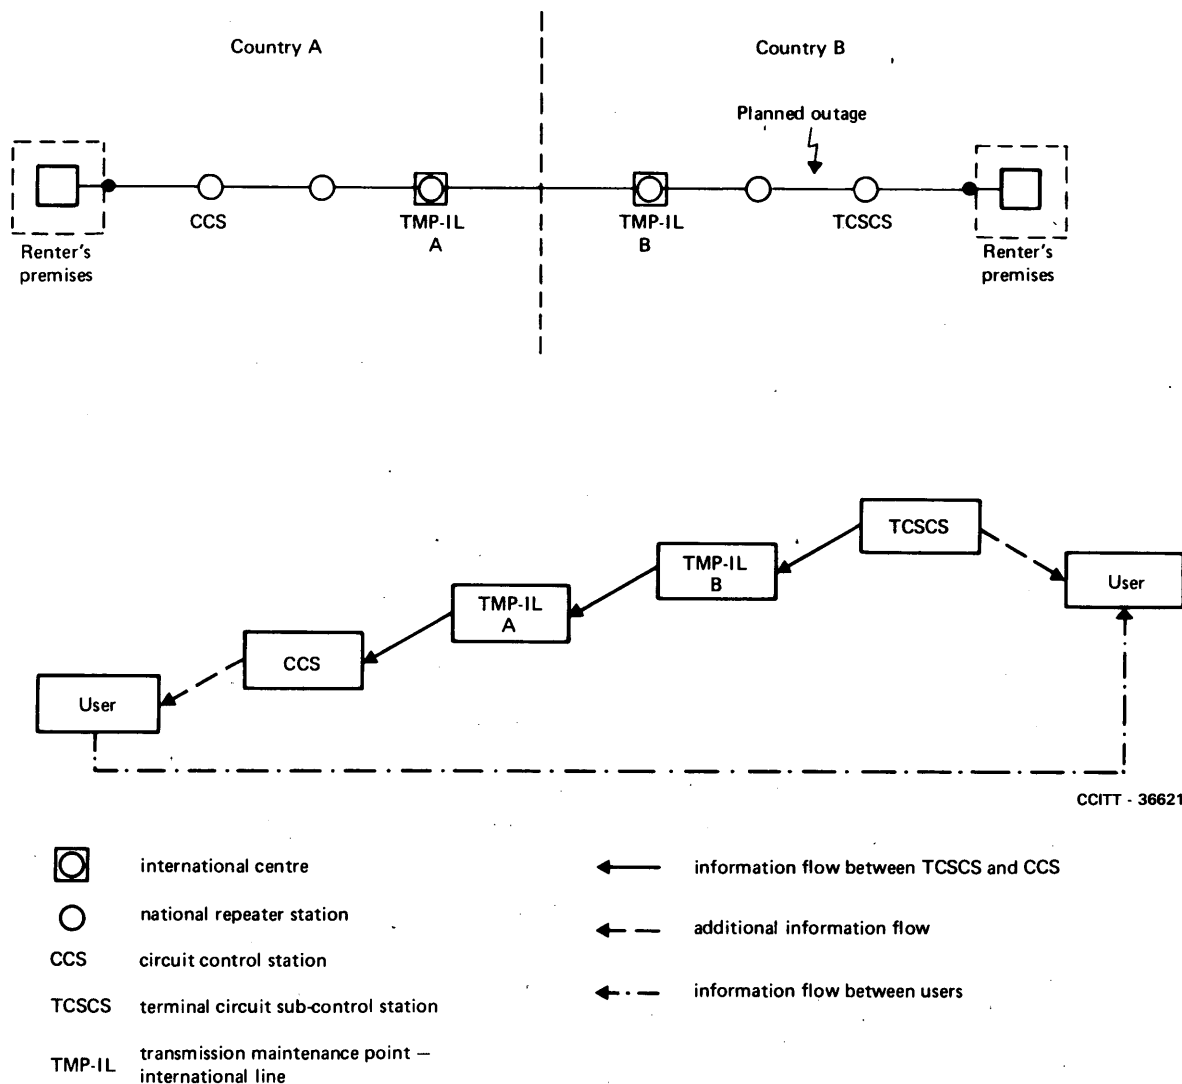 Country A
Country B
Planned outage
CCS
TMP-IL
A
TMP-IL
B
TCSCS
Renter's
premises
Renter's
premises
TCSCS
TMP-IL
B
User
TMP-IL
A
CCS
User
CCITT - 36621
international centre
national repeater station
CCS circuit control station
TCSCS terminal circuit sub-control station
TMP-IL transmission maintenance point –
international line
information flow between TCSCS and CCS
additional information flow
information flow between users